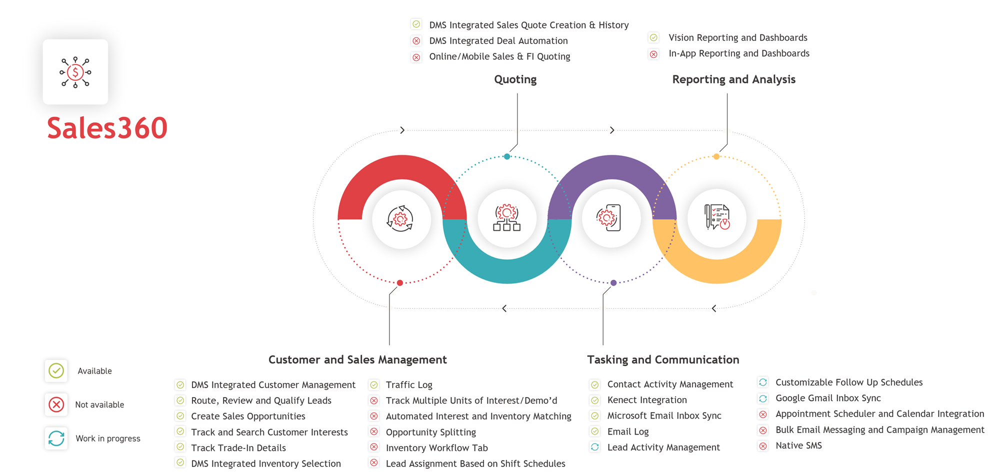 DMS Integrated Sales Quote Creation & History
DMS Integrated Deal Automation
Online/Mobile Sales & FI Quoting
Vision Reporting and Dashboards
In-App Reporting and Dashboards
Quoting
Reporting and Analysis
$
Sales360
Customer and Sales Management
Tasking and Communication
Available
Not available
Work in progress
DMS Integrated Customer Management
Route, Review and Qualify Leads
Create Sales Opportunities
Track and Search Customer Interests
Track Trade-In Details
DMS Integrated Inventory Selection
Traffic Log
Track Multiple Units of Interest/Demo’d
Automated Interest and Inventory Matching
Opportunity Splitting
Inventory Workflow Tab
Lead Assignment Based on Shift Schedules
Contact Activity Management
Kenect Integration
Microsoft Email Inbox Sync
Email Log
Lead Activity Management
Customizable Follow Up Schedules
Google Gmail Inbox Sync
Appointment Scheduler and Calendar Integration
Bulk Email Messaging and Campaign Management
Native SMS